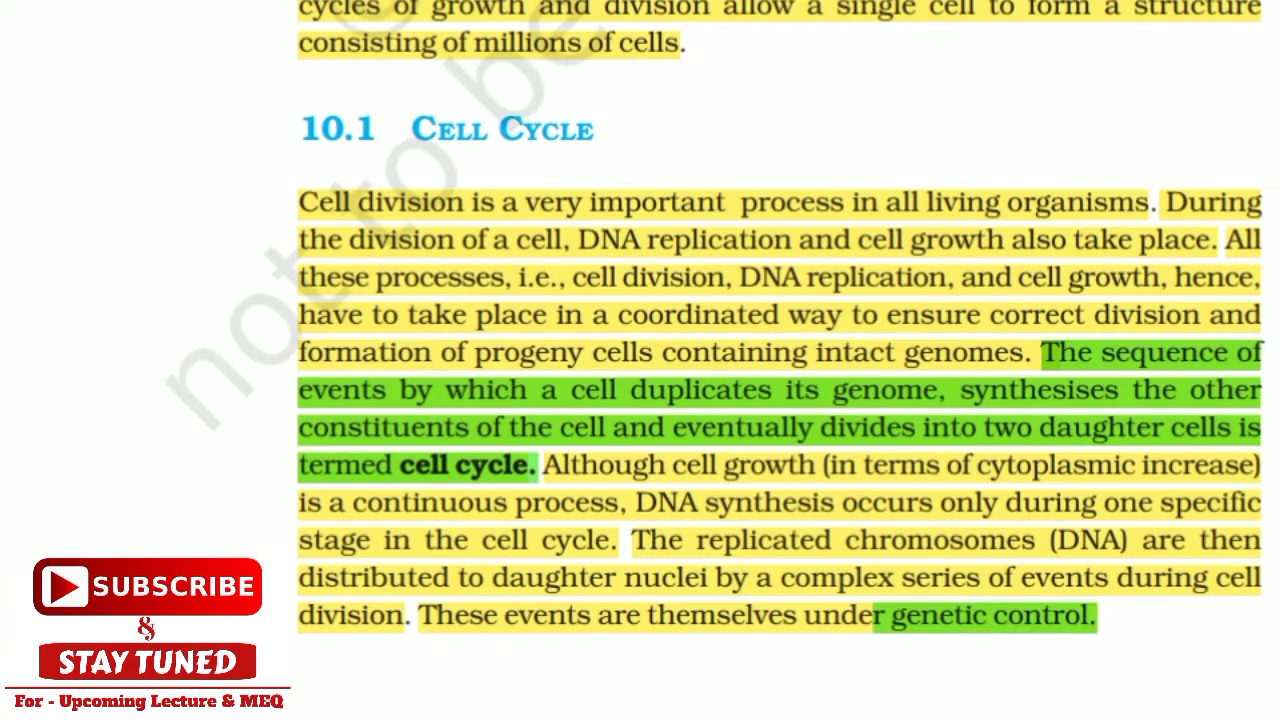 cycles of growth and division allow a single cell to form a structure
consisting of millions of cells.
10.1 CELL CYCLE
Cell division is a very important process in all living organisms. During
the division of a cell, DNA replication and cell growth also take place. All
these processes, i.e., cell division, DNA replication, and cell growth, hence,
have to take place in a coordinated way to ensure correct division and
formation of progeny cells containing intact genomes. The sequence of
events by which a cell duplicates its genome, synthesises the other
constituents of the cell and eventually divides into two daughter cells is
termed cell cycle. Although cell growth (in terms of cytoplasmic increase)
is a continuous process, DNA synthesis occurs only during one specific
stage in the cell cycle. The replicated chromosomes (DNA) are then
distributed to daughter nuclei by a complex series of events during cell
division. These events are themselves under genetic control.
not to be
SUBSCRIBE
&
STAY TUNED
For - Upcoming Lecture & MEQ